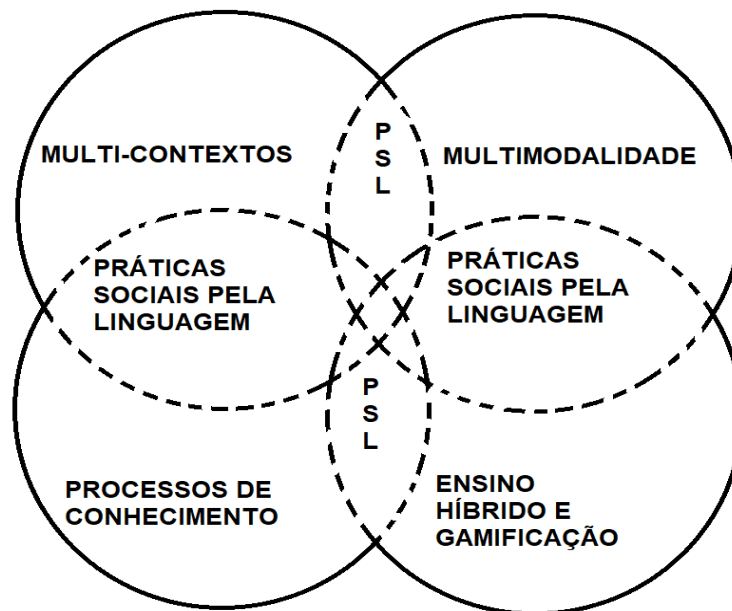 MULTI-CONTEXTOS
P
S
L
MULTIMODALIDADE
PRÁTICAS
SOCIAIS PELA
LINGUAGEM
PRÁTICAS
SOCIAIS PELA
LINGUAGEM
P
S
L
PROCESSOS DE
CONHECIMENTO
ENSINO
HÍBRIDO E
GAMIFICAÇÃO